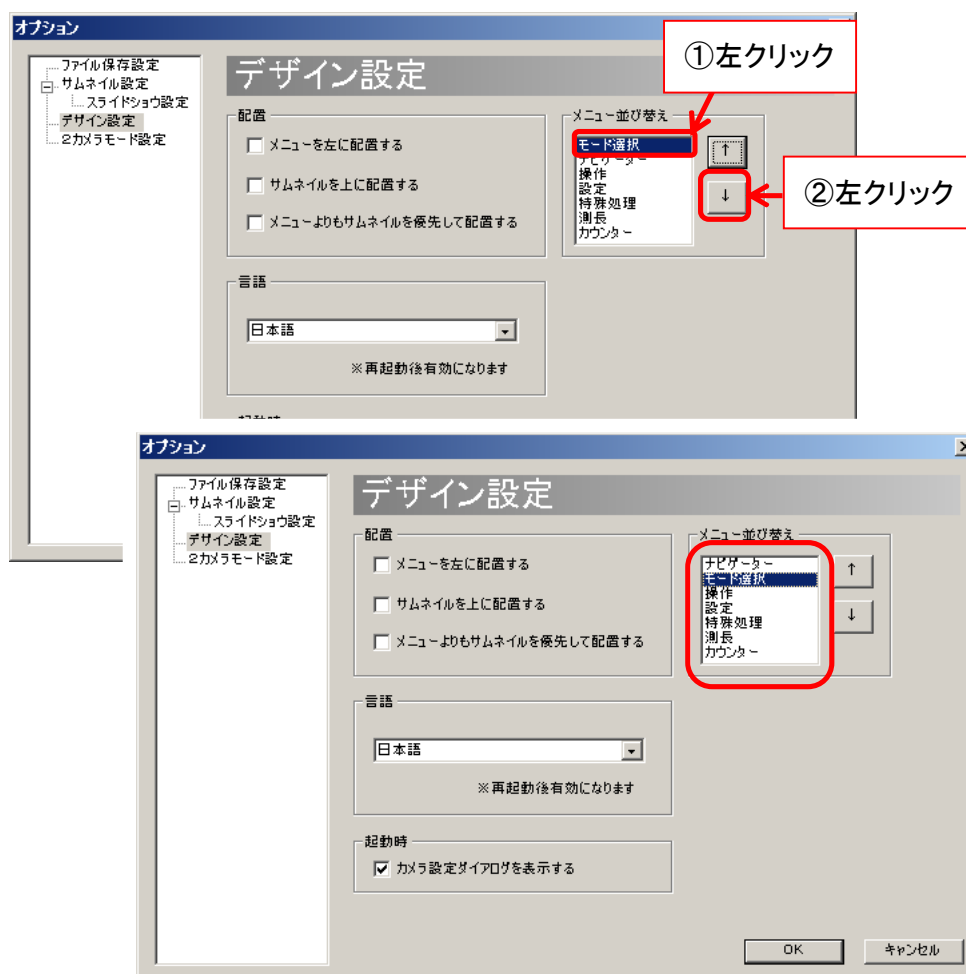 オプション
ファイル保存設定
サムネイル設定
スライドショウ設定
デザイン設定
2カメラモード設定
デザイン設定
①左クリック
配置
メニューを左に配置する
サムネイルを上に配置する
メニューよりもサムネイルを優先して配置する
メニュー並び替え
モード選択
ナビゲーター
操作
設定
特殊処理
測長
カウンター
↑
↓
②左クリック
言語
日本語
※再起動後有効になります
起動時
オプション
ファイル保存設定
サムネイル設定
スライドショウ設定
デザイン設定
2カメラモード設定
デザイン設定
配置
メニューを左に配置する
サムネイルを上に配置する
メニューよりもサムネイルを優先して配置する
メニュー並び替え
ナビゲーター
モード選択
操作
設定
特殊処理
測長
カウンター
↑
↓
言語
日本語
※再起動後有効になります
起動時
カメラ設定ダイアログを表示する
OK
キャンセル